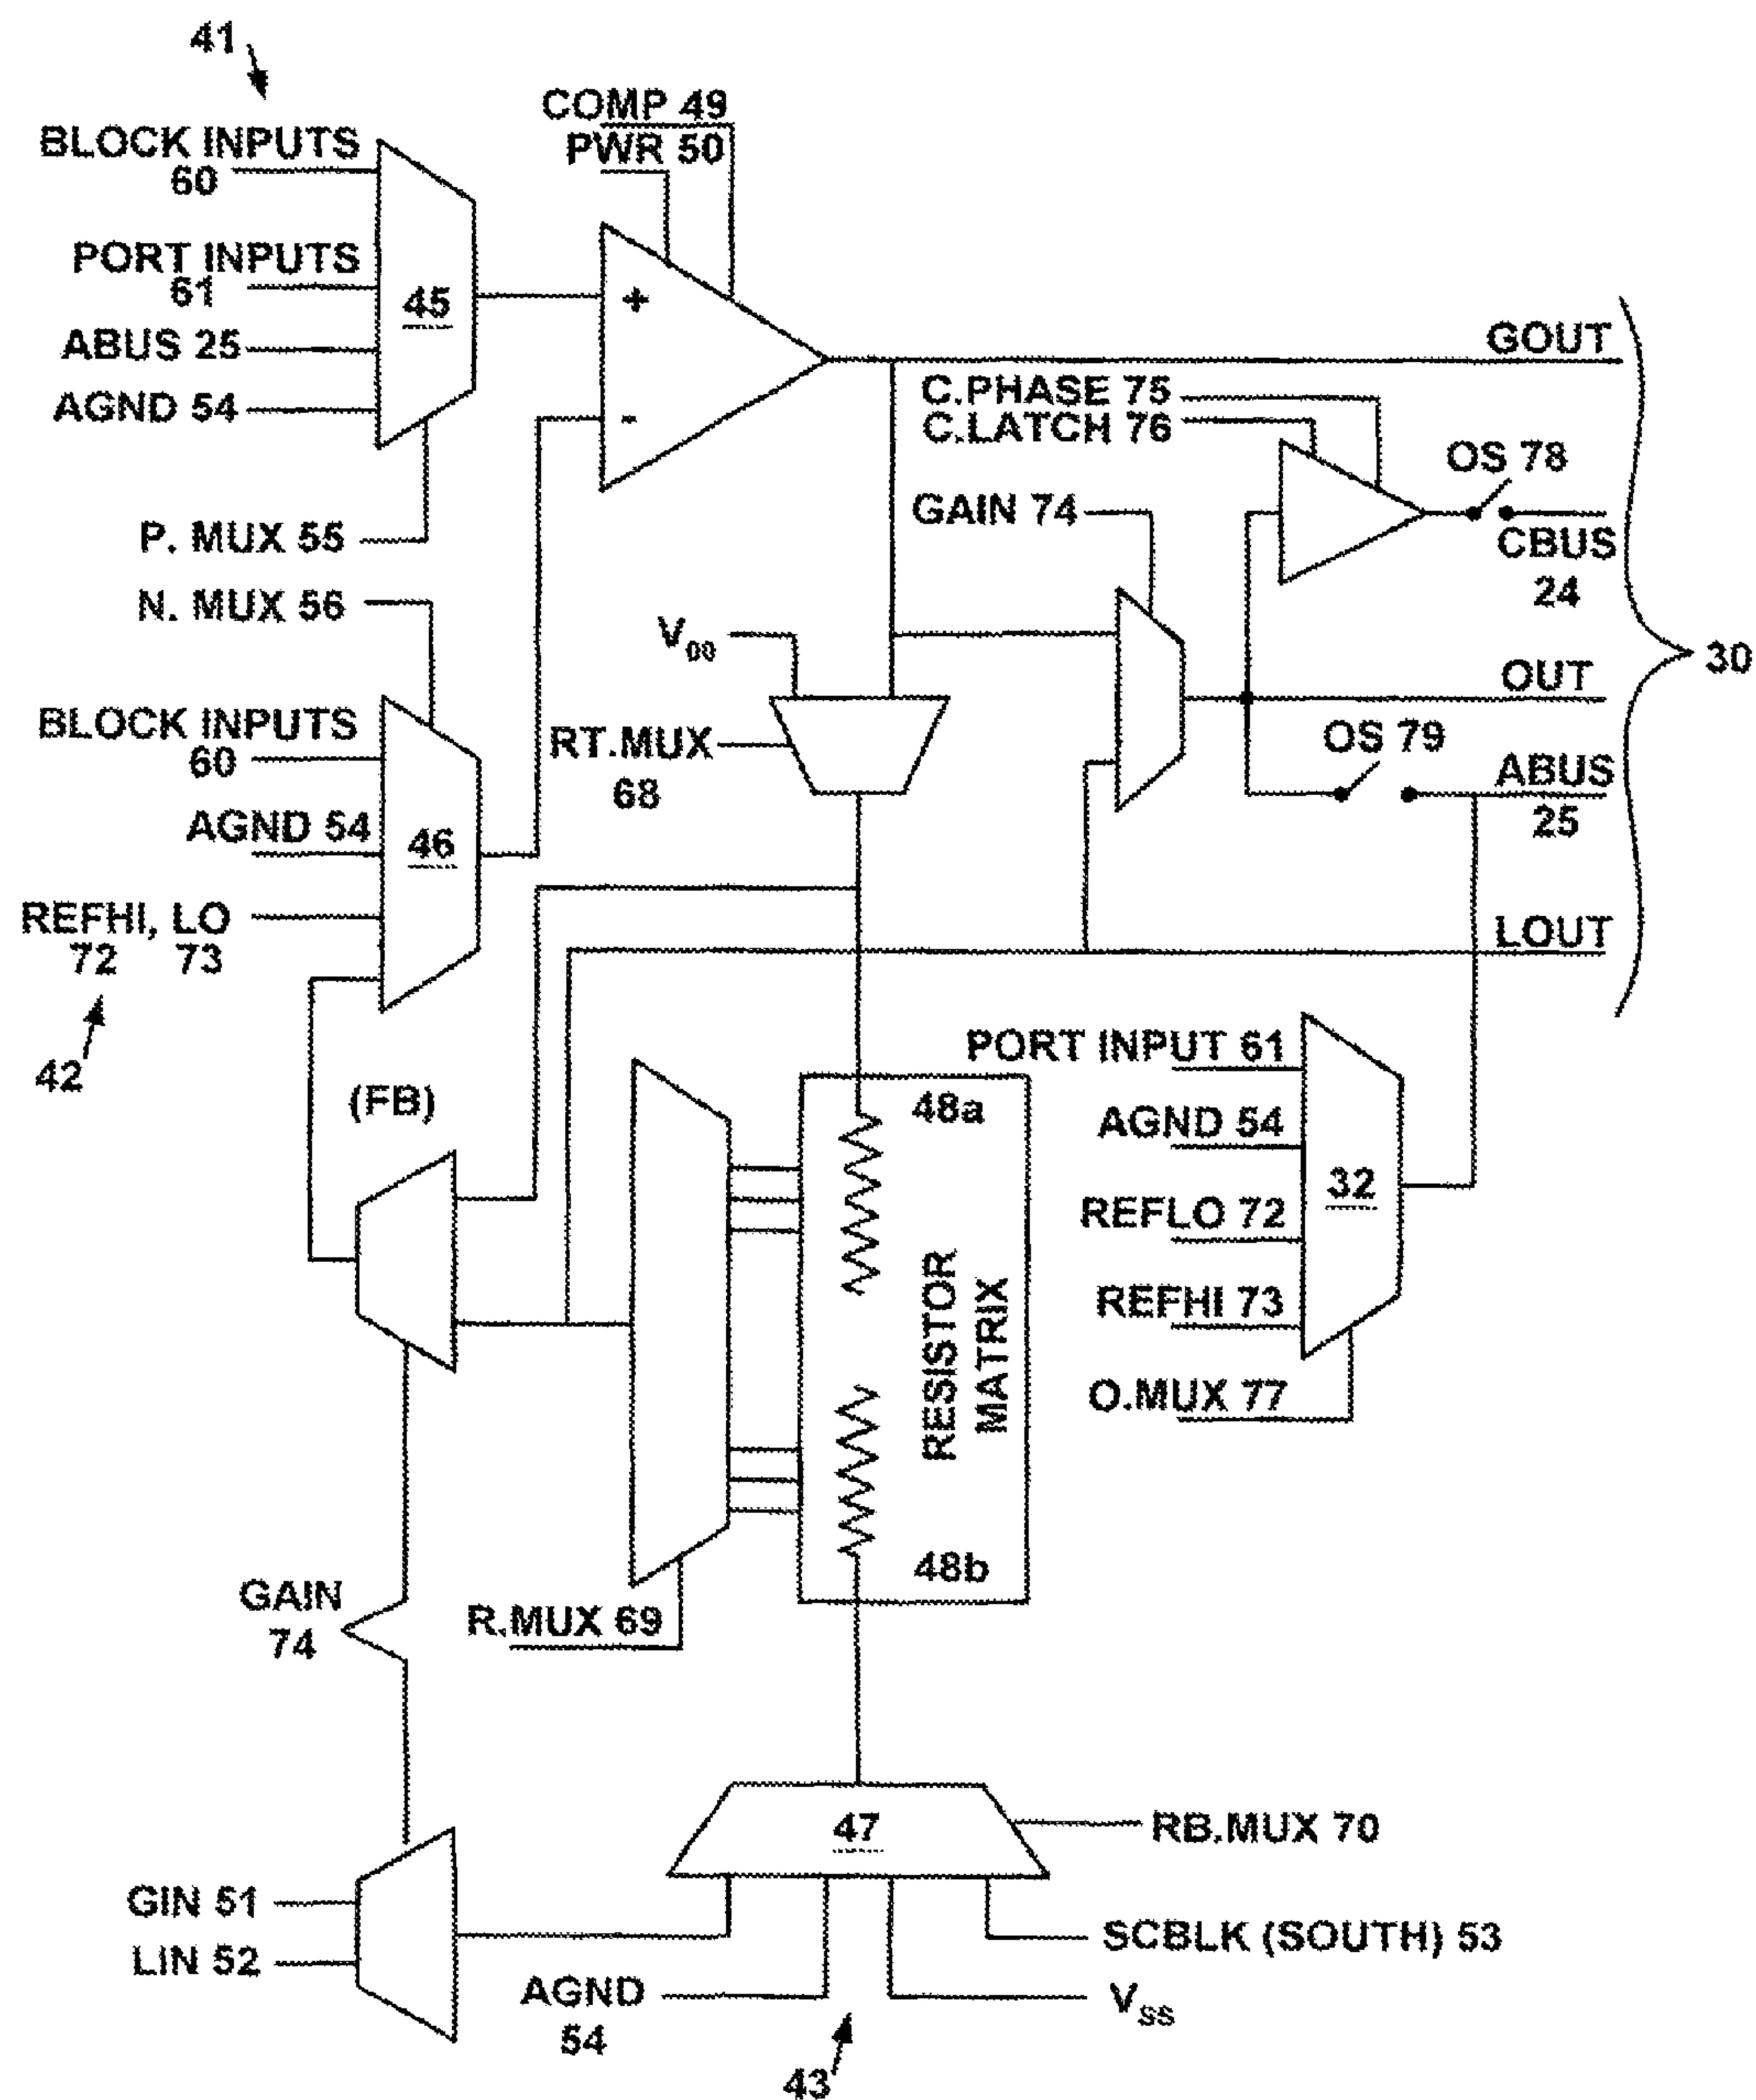 41
COMP 49
PWR 50
BLOCK INPUTS
60
PORT INPUTS
61
ABUS 25
AGND 54
45
+
-
P. MUX 55
N. MUX 56
GOUT
C.PHASE 75
C.LATCH 76
OS 78
CBUS
24
GAIN 74
V00
RT.MUX
68
OUT
30
OS 79
ABUS
25
LOUT
BLOCK INPUTS
60
AGND 54
46
REFHI, LO
72 73
42
(FB)
PORT INPUT 61
AGND 54
REFLO 72
REFHI 73
32
O.MUX 77
48a
RESISTOR
MATRIX
48b
R.MUX 69
GAIN
74
47
RB.MUX 70
GIN 51
LIN 52
AGND
54
SCBLK (SOUTH) 53
VSS
43